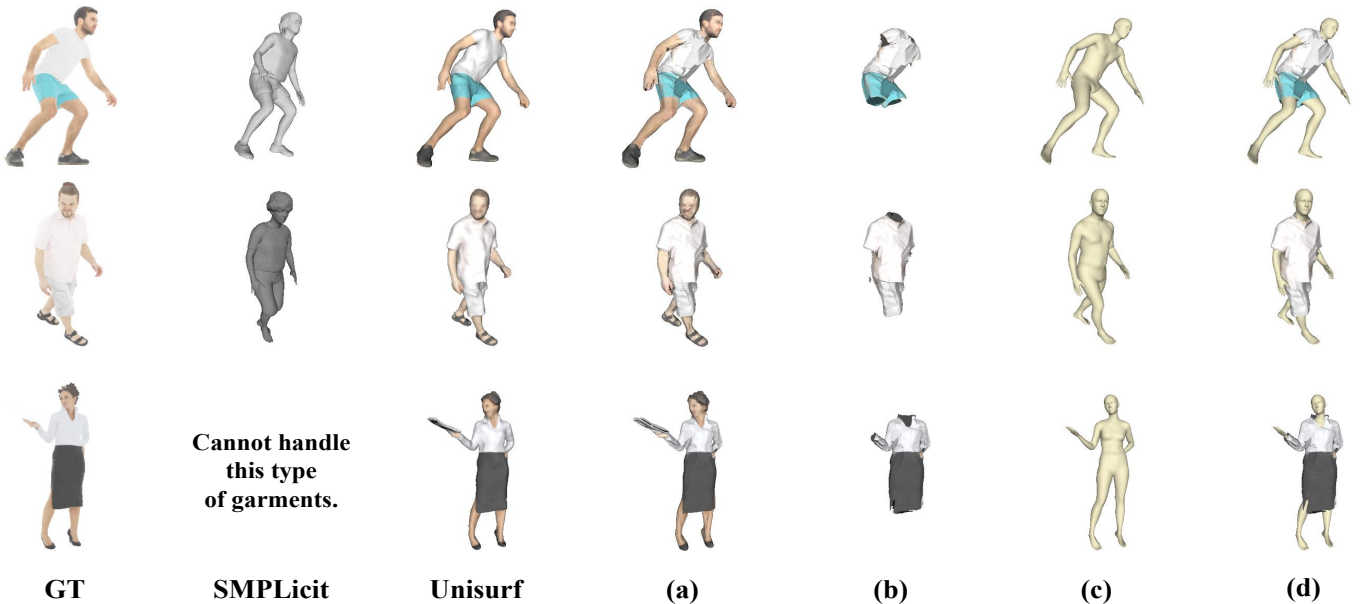 Cannot handle
this type
of garments.
GT SMPLicit Unisurf (a) (b) (c) (d)